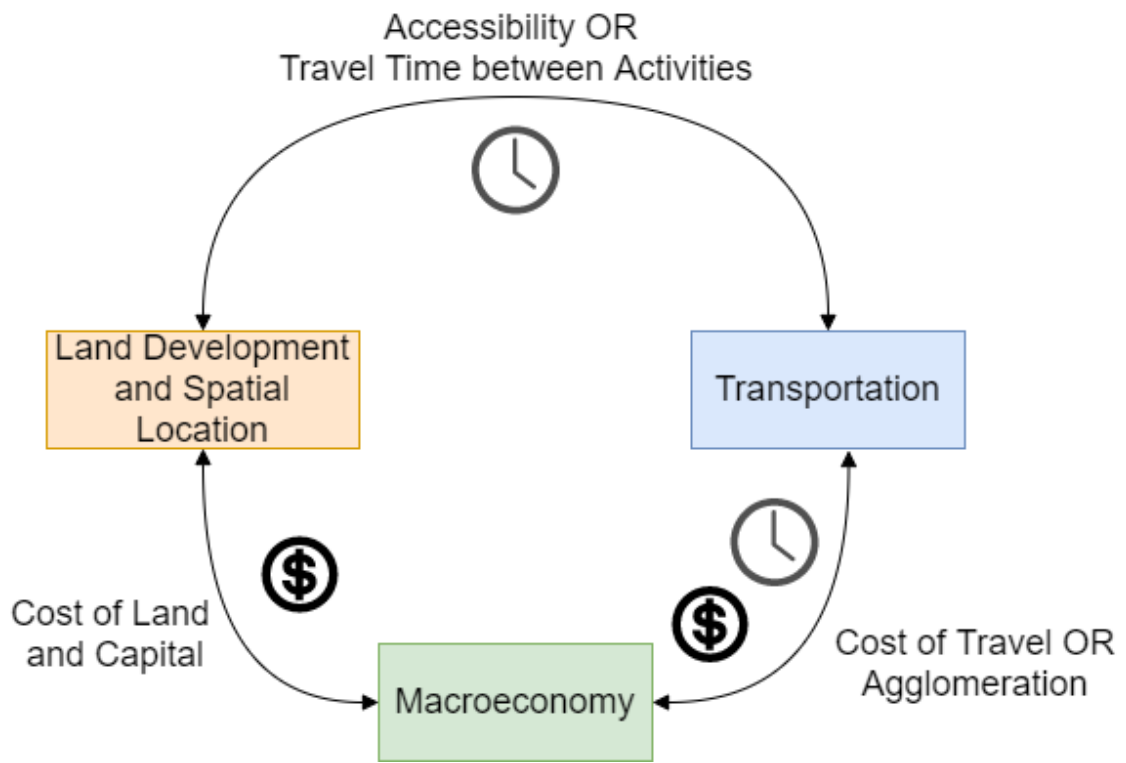 Accessibility OR
Travel Time between Activities
Land Development
and Spatial
Location
Transportation
$
$
Cost of Land
and Capital
Cost of Travel OR
Agglomeration
Macroeconomy